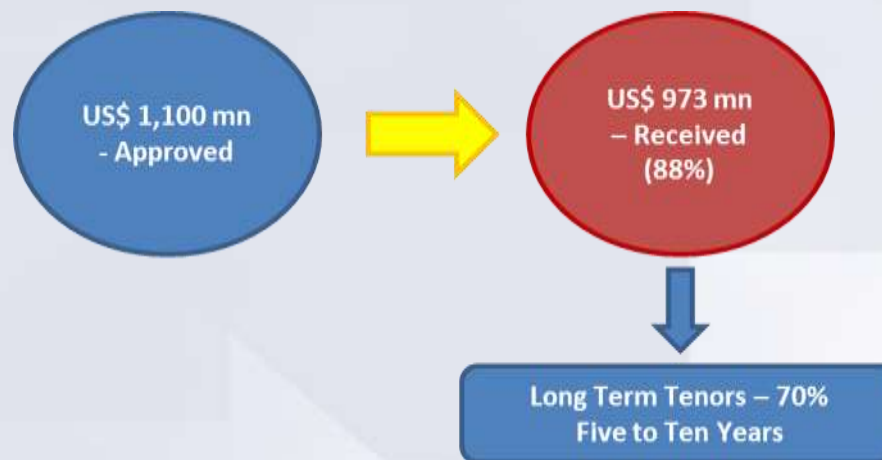 US$ 1,100 mn
- Approved
US$ 973 mn
– Received
(88%)
Long Term Tenors – 70%
Five to Ten Years